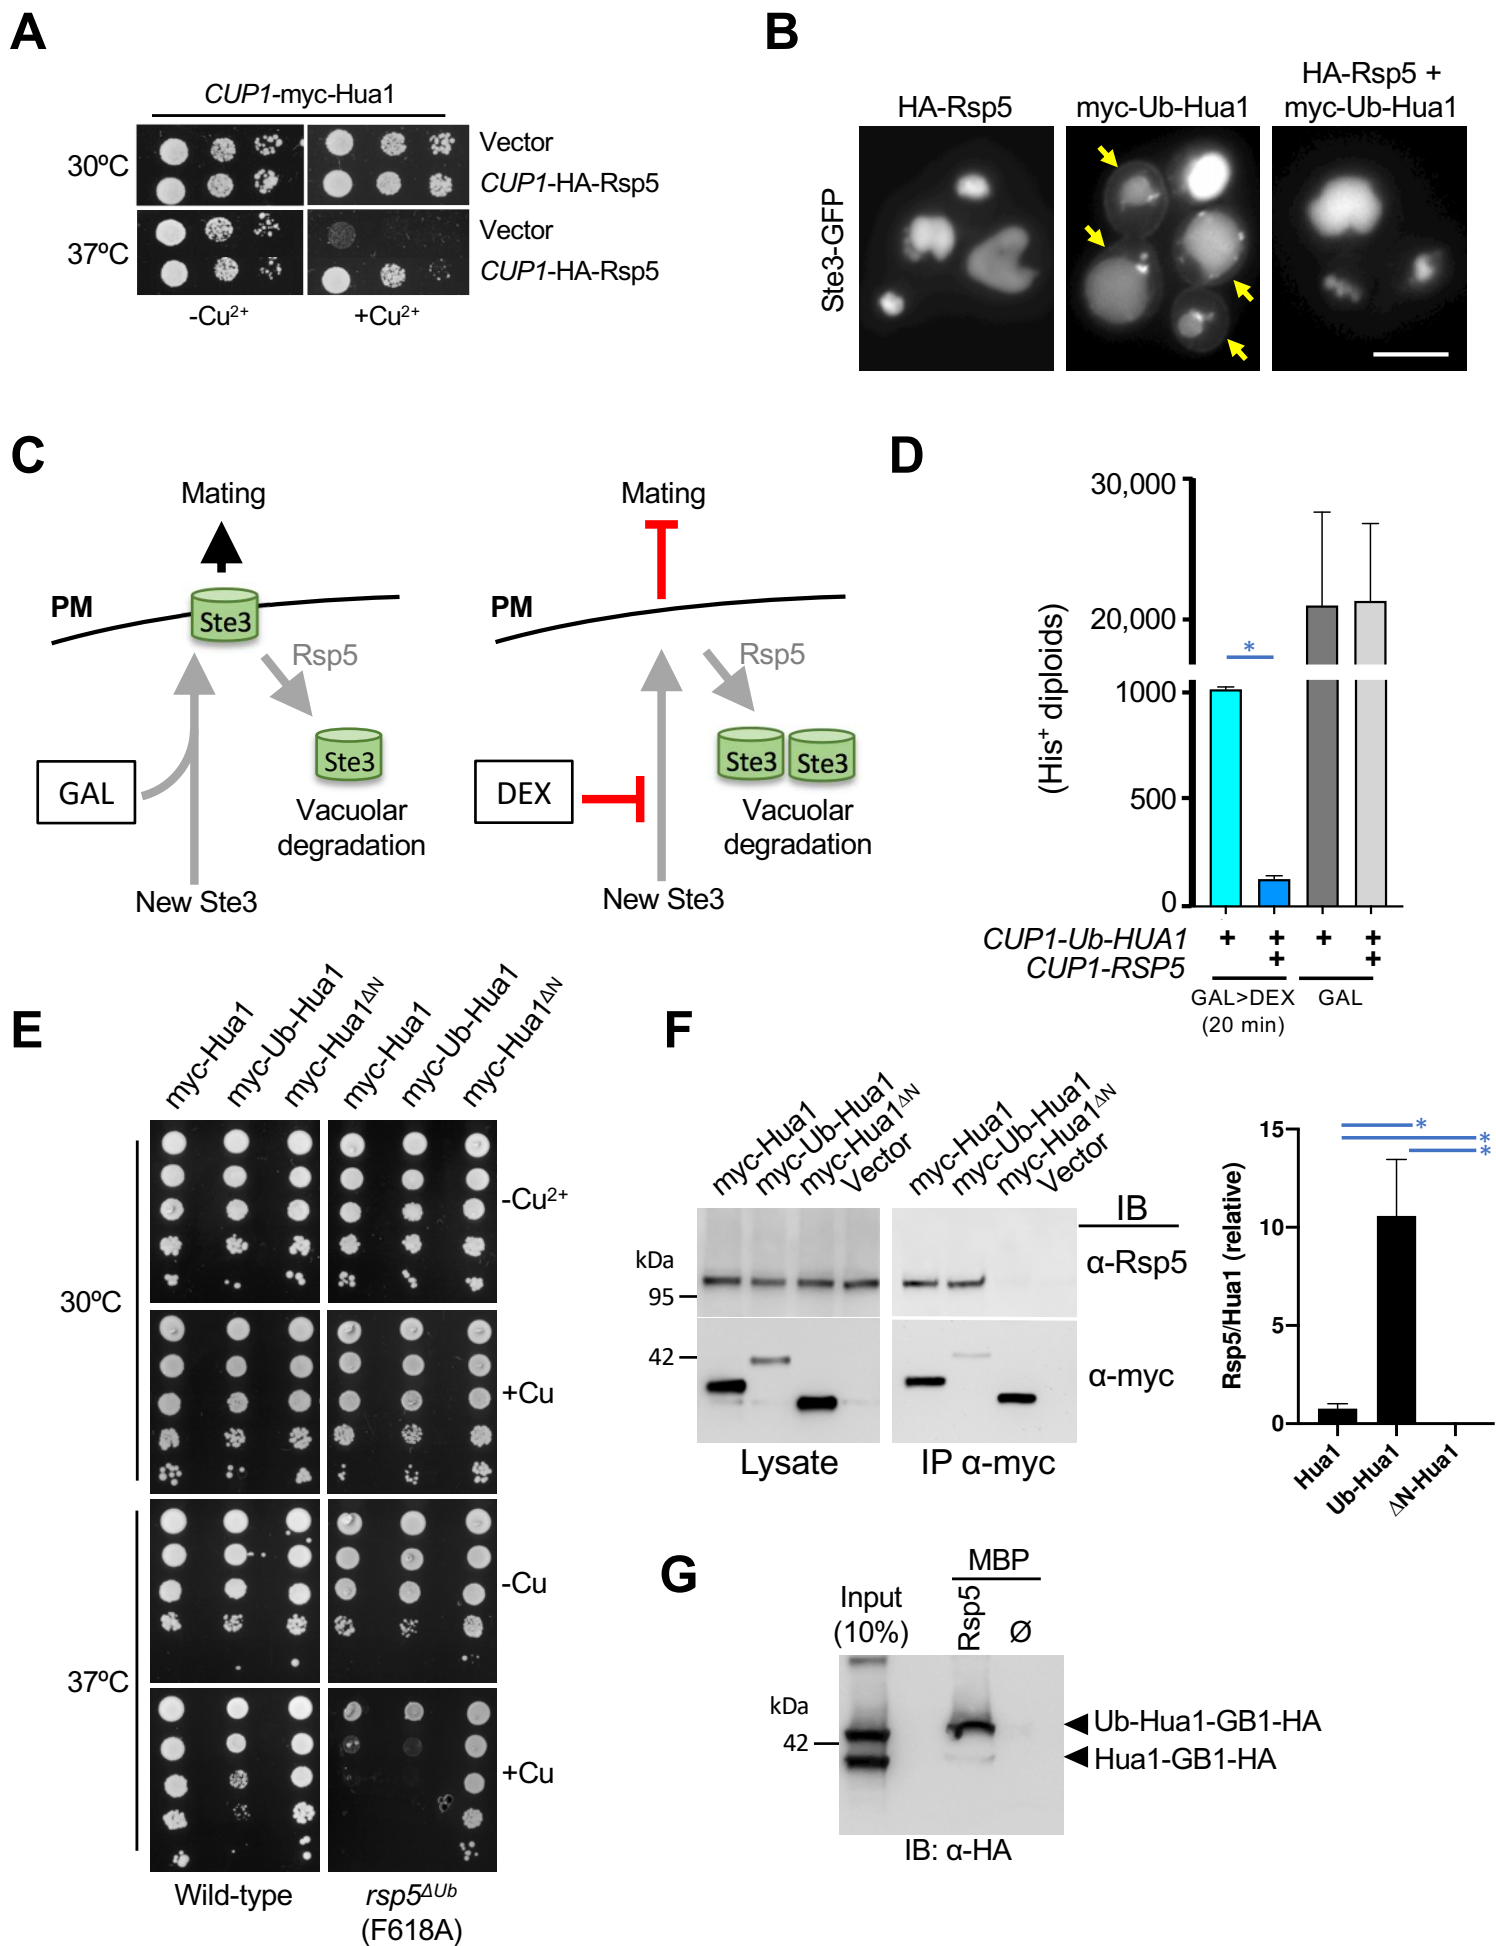 A
CUP1-myc-Hua1
30ºC
Vector
CUP1-HA-Rsp5
37ºC
Vector
CUP1-HA-Rsp5
-Cu²⁺
+Cu²⁺
B
HA-Rsp5
myc-Ub-Hua1
HA-Rsp5 +
myc-Ub-Hua1
Ste3-GFP
C
Mating
PM
Ste3
Rsp5
GAL
Ste3
Vacuolar
degradation
New Ste3
Mating
PM
Rsp5
DEX
Ste3
Ste3
Vacuolar
degradation
New Ste3
D
(His⁺ diploids)
30,000
20,000
1000
500
0
*
CUP1-Ub-HUA1 + + + +
CUP1-RSP5 + +
GAL>DEX
(20 min)
GAL
E
myc-Hua1
myc-Ub-Hua1
myc-Hua1ΔN
myc-Hua1
myc-Ub-Hua1
myc-Hua1ΔN
30ºC
-Cu²⁺
+Cu
37ºC
-Cu
+Cu
Wild-type
rsp5ΔUb
(F618A)
F
myc-Hua1
myc-Ub-Hua1
myc-Hua1ΔN
Vector
myc-Hua1
myc-Ub-Hua1
myc-Hua1ΔN
Vector
IB
kDa
α-Rsp5
95
42
α-myc
Lysate
IP α-myc
Rsp5/Hua1 (relative)
15
10
5
0
*
*
*
Hua1
Ub-Hua1
ΔN-Hua1
G
MBP
Input
(10%)
Rsp5
Ø
kDa
42
Ub-Hua1-GB1-HA
Hua1-GB1-HA
IB: α-HA